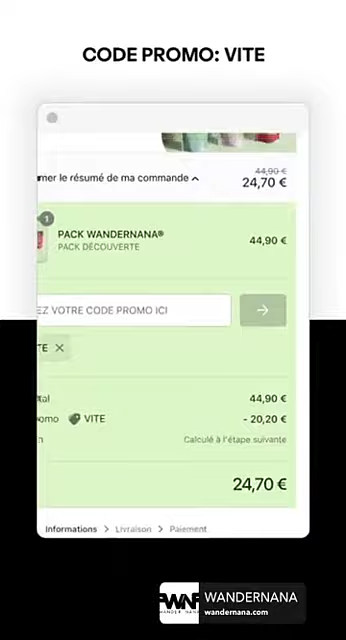 CODE PROMO: VITE
mer le résumé de ma commande
44,90 €
24,70 €
1
PACK WANDERNANA®
PACK DÉCOUVERTE
44,90 €
EZ VOTRE CODE PROMO ICI
TE
tal
44,90 €
omo VITE
- 20,20 €
n
Calculé à l'étape suivante
24,70 €
Informations > Livraison > Paiement
WANDERNANA
wandernana.com